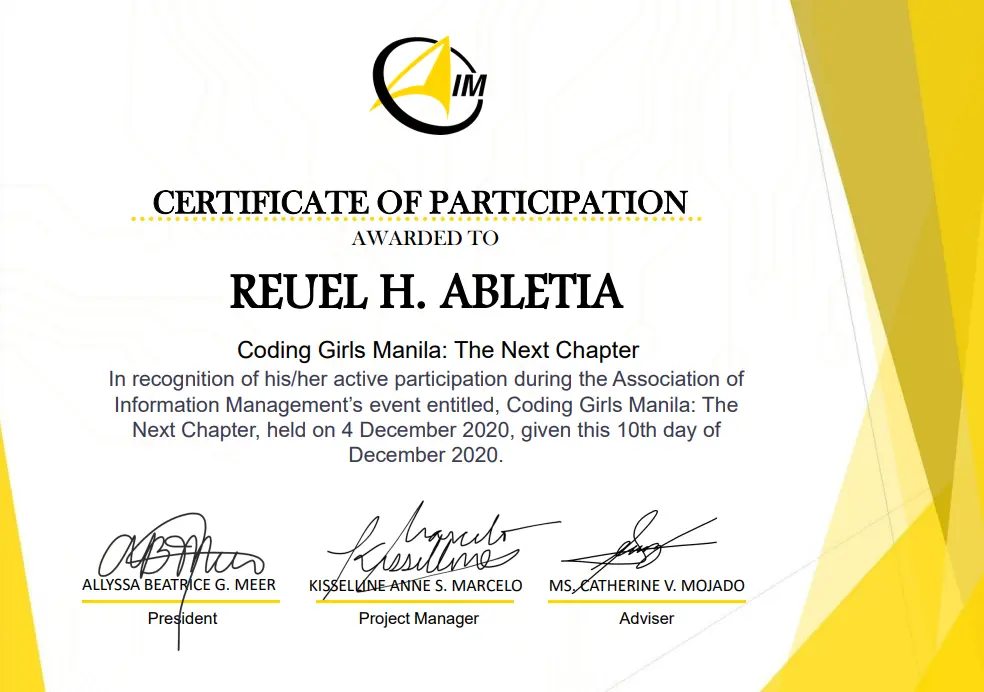 IM
CERTIFICATE OF PARTICIPATION
AWARDED TO
REUEL H. ABLETIA
Coding Girls Manila: The Next Chapter
In recognition of his/her active participation during the Association of
Information Management’s event entitled, Coding Girls Manila: The
Next Chapter, held on 4 December 2020, given this 10th day of
December 2020.
Marcelo
Kisselline
ALLYSSA BEATRICE G. MEER KISSELLINE ANNE S. MARCELO MS. CATHERINE V. MOJADO
President Project Manager Adviser